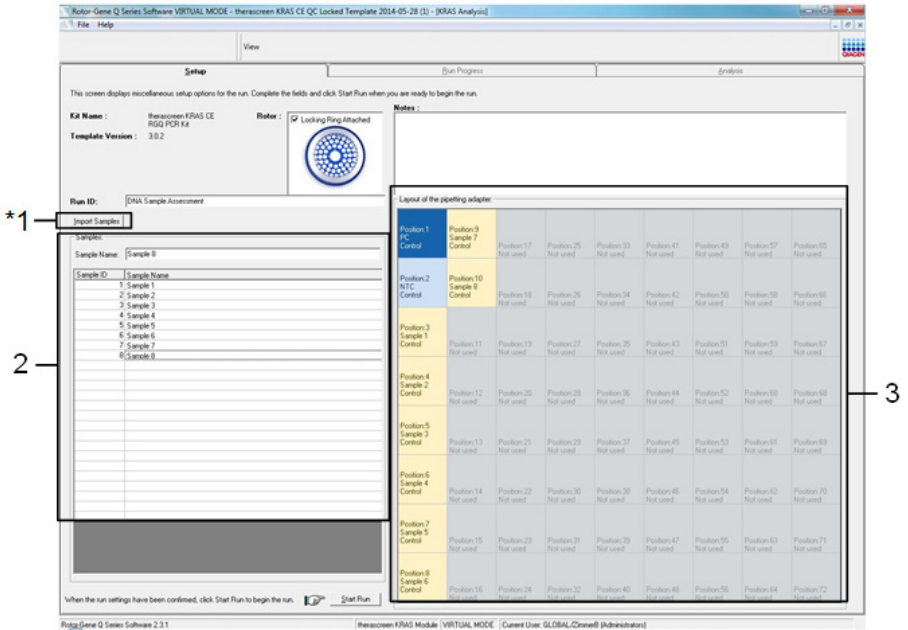 Rotor-Gene Q Series Software VIRTUAL MODE - therascreen KRAS CE QC Locked Template 2014-05-28 (1) - [KRAS Analysis]
File Help
View
QIAGEN
Setup
Run Progress
Analysis
This screen displays miscellaneous setup options for the run. Complete the fields and click Start Run when you are ready to begin the run.
Kit Name : therascreen KRAS CE
RGQ PCR Kit
Template Version : 3.0.2
Rotor :
Locking Ring Attached
Notes :
Run ID: DNA Sample Assessment
*1
Import Samples
Samples
Sample Name: Sample 8
Sample ID Sample Name
1 Sample 1
2 Sample 2
3 Sample 3
4 Sample 4
5 Sample 5
6 Sample 6
7 Sample 7
8 Sample 8
2
Layout of the pipetting adapter.
Position:1 PC Control
Position:9 Sample 7 Control
Position:17 Not used
Position:25 Not used
Position:33 Not used
Position:41 Not used
Position:49 Not used
Position:57 Not used
Position:65 Not used
Position:2 NTC Control
Position:10 Sample 8 Control
Position:18 Not used
Position:26 Not used
Position:34 Not used
Position:42 Not used
Position:50 Not used
Position:58 Not used
Position:66 Not used
Position:3 Sample 1 Control
Position:11 Not used
Position:19 Not used
Position:27 Not used
Position:35 Not used
Position:43 Not used
Position:51 Not used
Position:59 Not used
Position:67 Not used
Position:4 Sample 2 Control
Position:12 Not used
Position:20 Not used
Position:28 Not used
Position:36 Not used
Position:44 Not used
Position:52 Not used
Position:60 Not used
Position:68 Not used
Position:5 Sample 3 Control
Position:13 Not used
Position:21 Not used
Position:29 Not used
Position:37 Not used
Position:45 Not used
Position:53 Not used
Position:61 Not used
Position:69 Not used
Position:6 Sample 4 Control
Position:14 Not used
Position:22 Not used
Position:30 Not used
Position:38 Not used
Position:46 Not used
Position:54 Not used
Position:62 Not used
Position:70 Not used
Position:7 Sample 5 Control
Position:15 Not used
Position:23 Not used
Position:31 Not used
Position:39 Not used
Position:47 Not used
Position:55 Not used
Position:63 Not used
Position:71 Not used
Position:8 Sample 6 Control
Position:16 Not used
Position:24 Not used
Position:32 Not used
Position:40 Not used
Position:48 Not used
Position:56 Not used
Position:64 Not used
Position:72 Not used
3
When the run settings have been confirmed, click Start Run to begin the run.
Start Run
Rotor-Gene Q Series Software 2.3.1
therascreen KRAS Module VIRTUAL MODE Current User: GLOBAL/ZimmeB (Administrators)